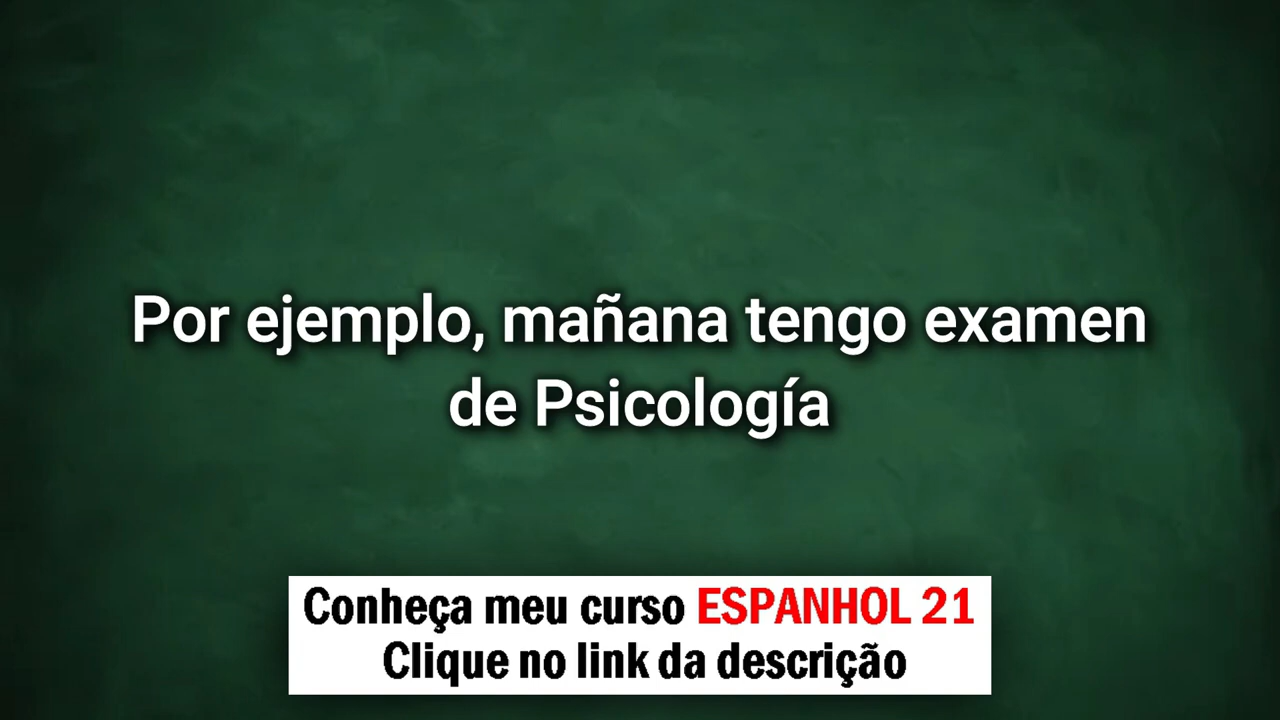 Por ejemplo, mañana tengo examen
de Psicología
Conheça meu curso ESPANHOL 21
Clique no link da descrição